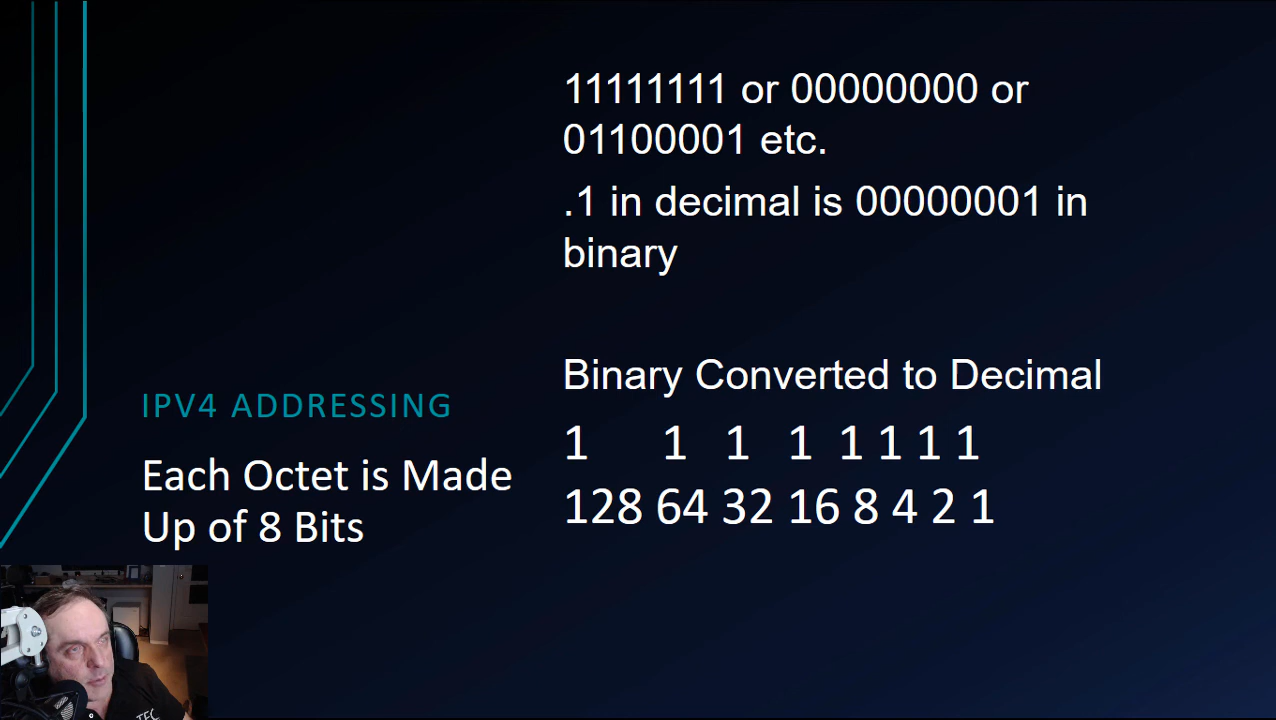 11111111 or 00000000 or
01100001 etc.
.1 in decimal is 00000001 in
binary
Binary Converted to Decimal
1 1 1 1 1 1 1 1
128 64 32 16 8 4 2 1
IPV4 ADDRESSING
Each Octet is Made
Up of 8 Bits